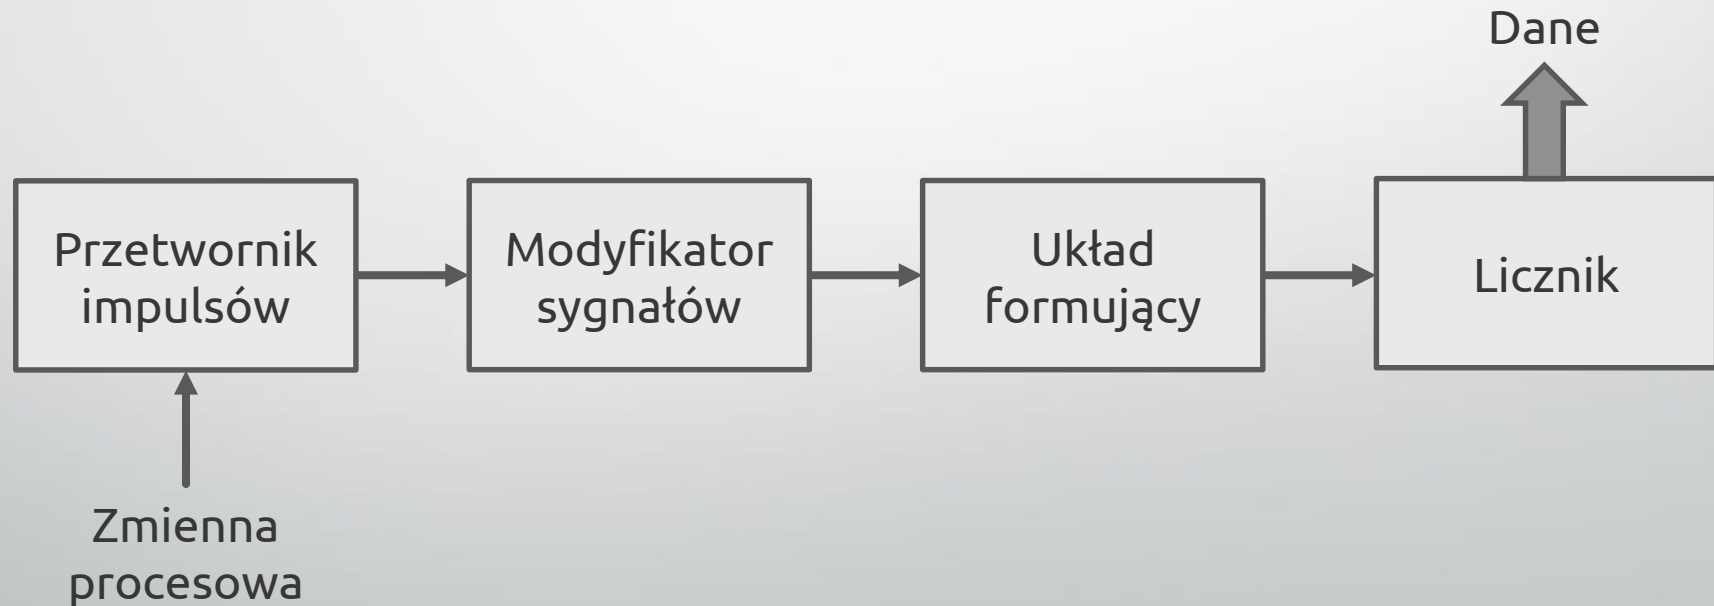 Dane
Przetwornik
impulsów
Modyfikator
sygnałów
Układ
formujący
Licznik
Zmienna
procesowa